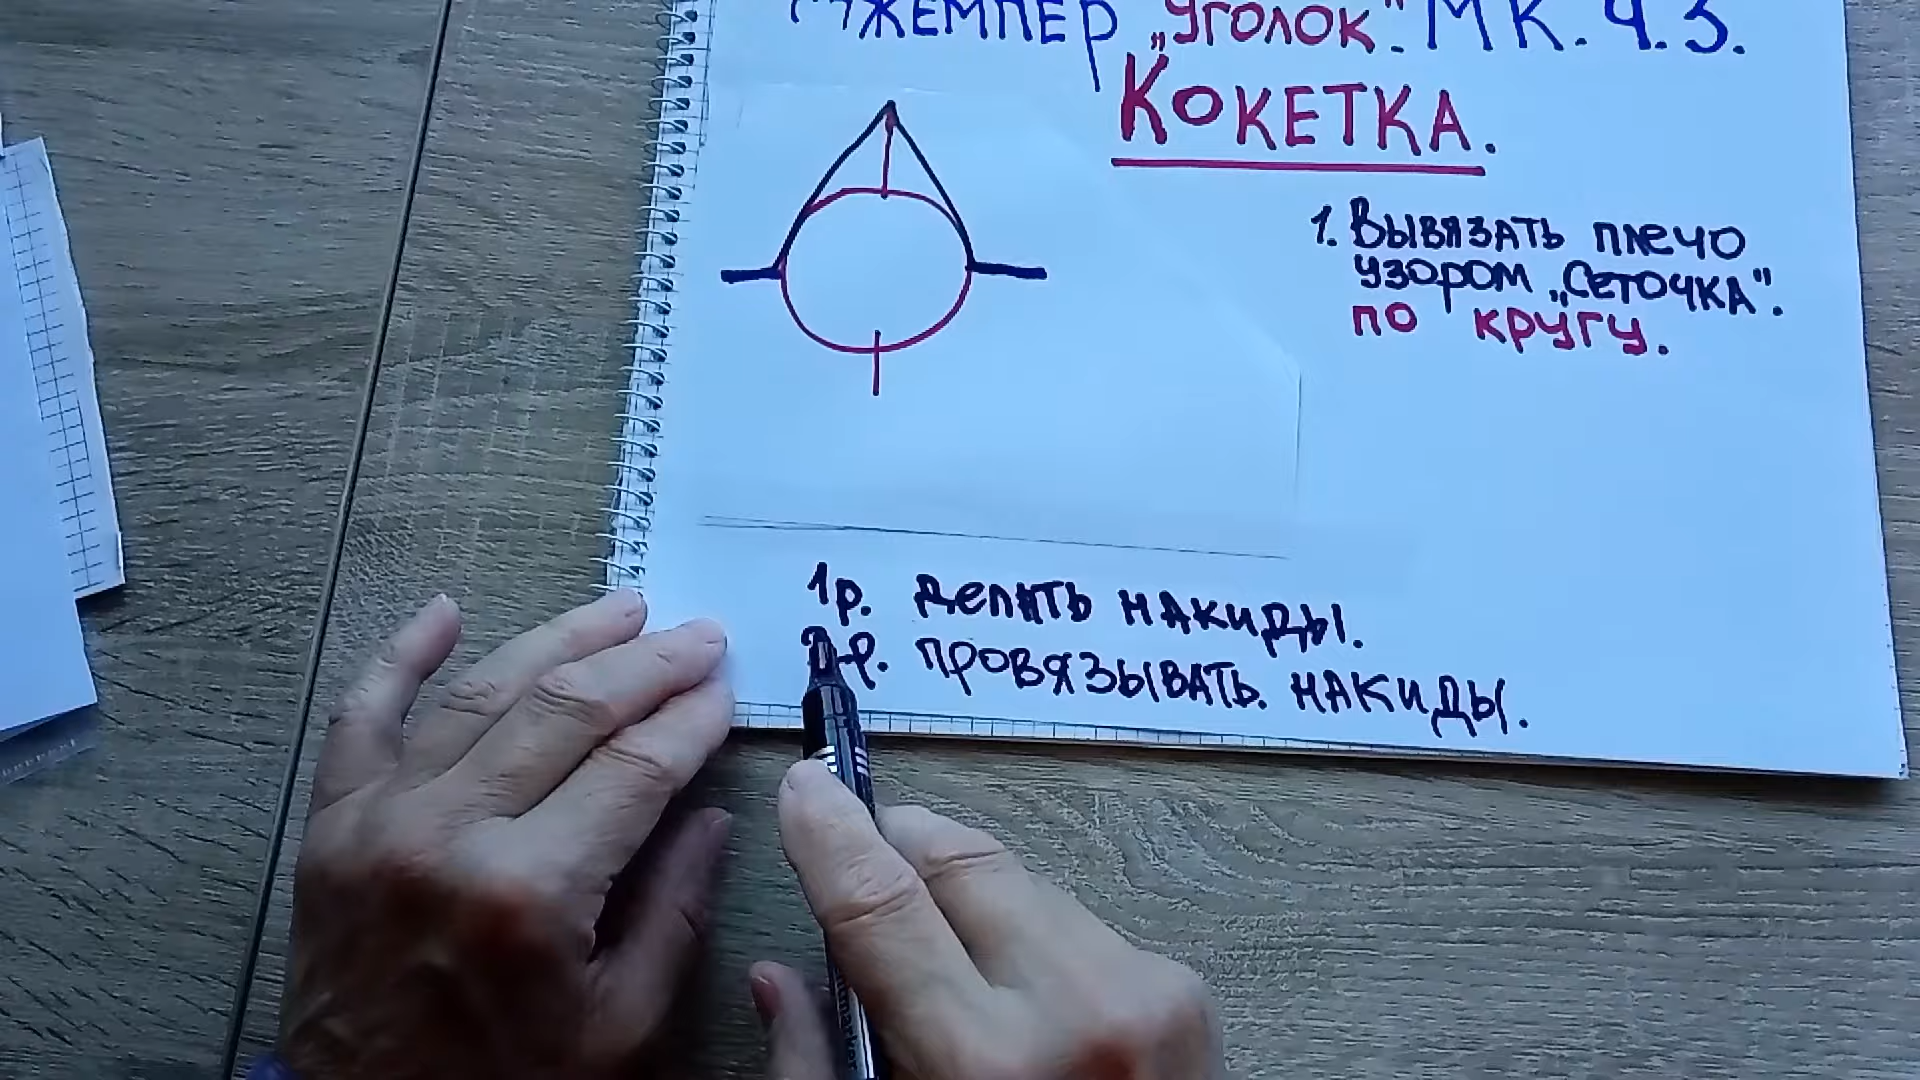 ДЖЕМПЕР „УГОЛОК". МК. Ч.3.
КОКЕТКА.
1. ВЫВЯЗАТЬ ПЛЕЧО
УЗОРОМ „СЕТОЧКА".
ПО КРУГУ.
1р. ДЕЛАТЬ НАКИДЫ.
2р. ПРОВЯЗЫВАТЬ НАКИДЫ.